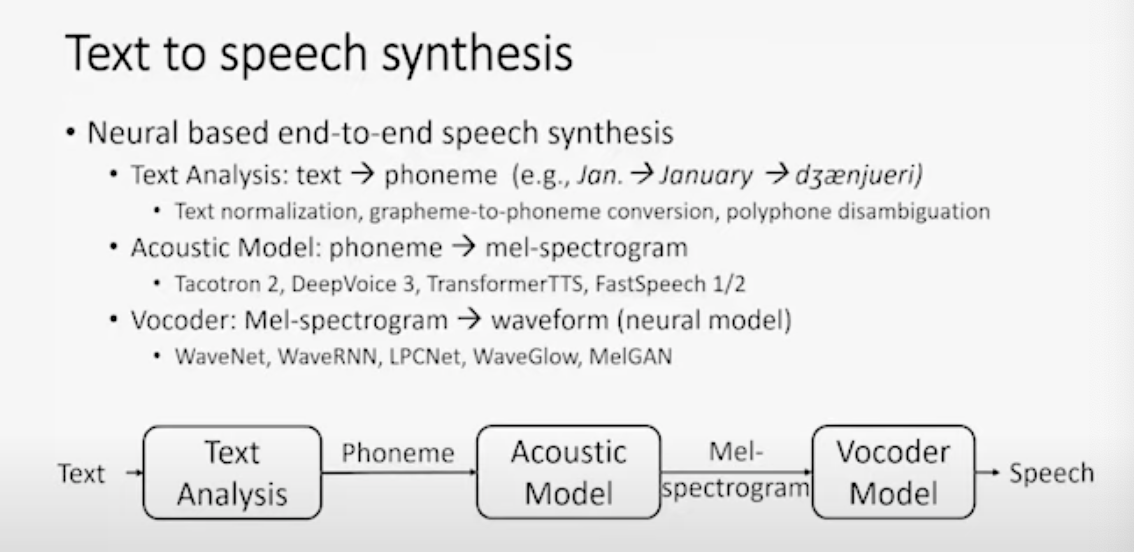 Text to speech synthesis
• Neural based end-to-end speech synthesis
• Text Analysis: text → phoneme (e.g., Jan. → January → dʒænjueri)
• Text normalization, grapheme-to-phoneme conversion, polyphone disambiguation
• Acoustic Model: phoneme → mel-spectrogram
• Tacotron 2, DeepVoice 3, TransformerTTS, FastSpeech 1/2
• Vocoder: Mel-spectrogram → waveform (neural model)
• WaveNet, WaveRNN, LPCNet, WaveGlow, MelGAN
Text
Text
Analysis
Phoneme
Acoustic
Model
Mel-
spectrogram
Vocoder
Model
Speech